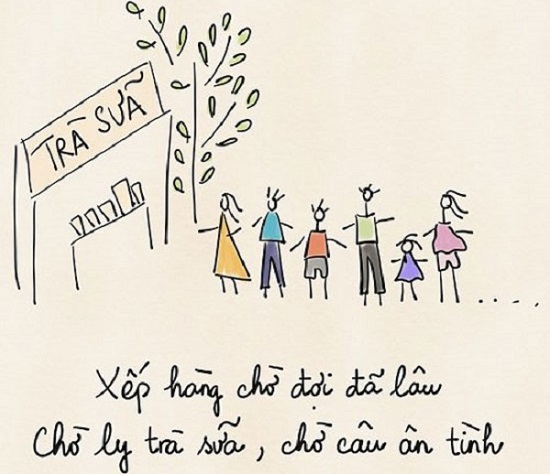 TRÀ SỮA
Xếp hàng chờ đợi đã lâu
Chờ ly trà sữa, chờ câu ân tình